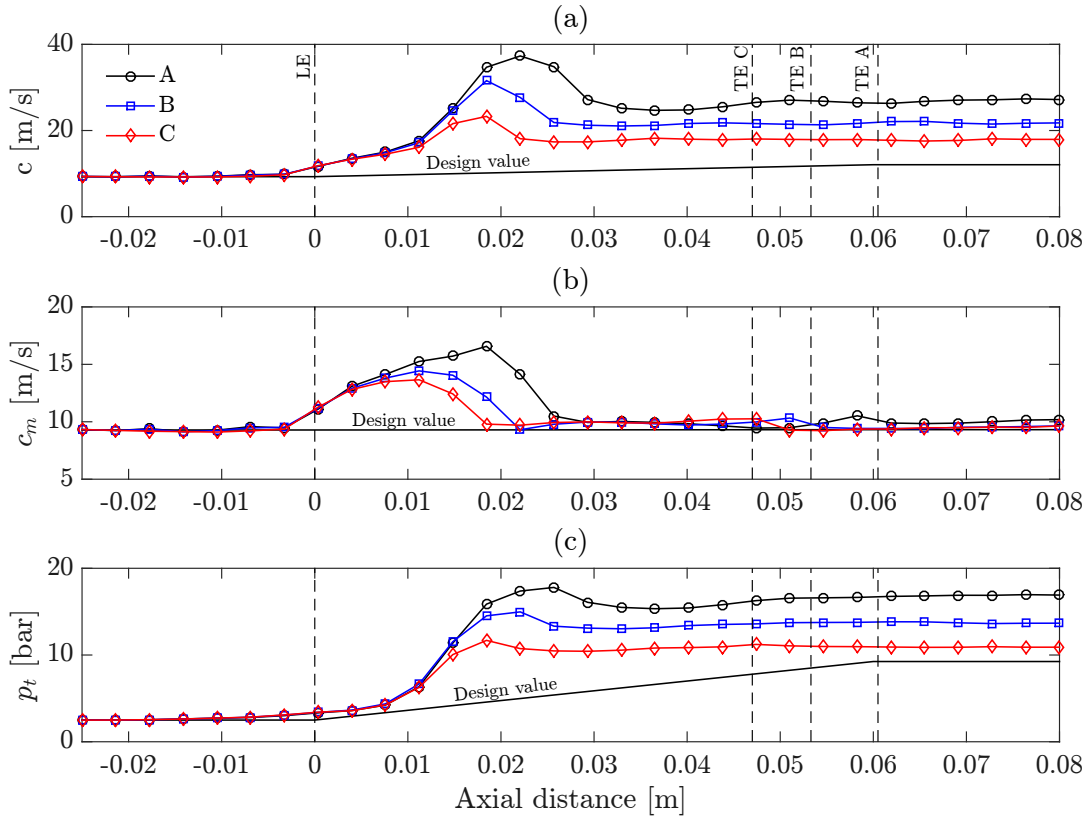 (a)
40
20
0
c [m/s]
A
B
C
LE
TE C
TE B
TE A
Design value
-0.02 -0.01 0 0.01 0.02 0.03 0.04 0.05 0.06 0.07 0.08
(b)
20
15
10
5
c_m [m/s]
Design value
-0.02 -0.01 0 0.01 0.02 0.03 0.04 0.05 0.06 0.07 0.08
(c)
20
10
0
p_t [bar]
Design value
-0.02 -0.01 0 0.01 0.02 0.03 0.04 0.05 0.06 0.07 0.08
Axial distance [m]